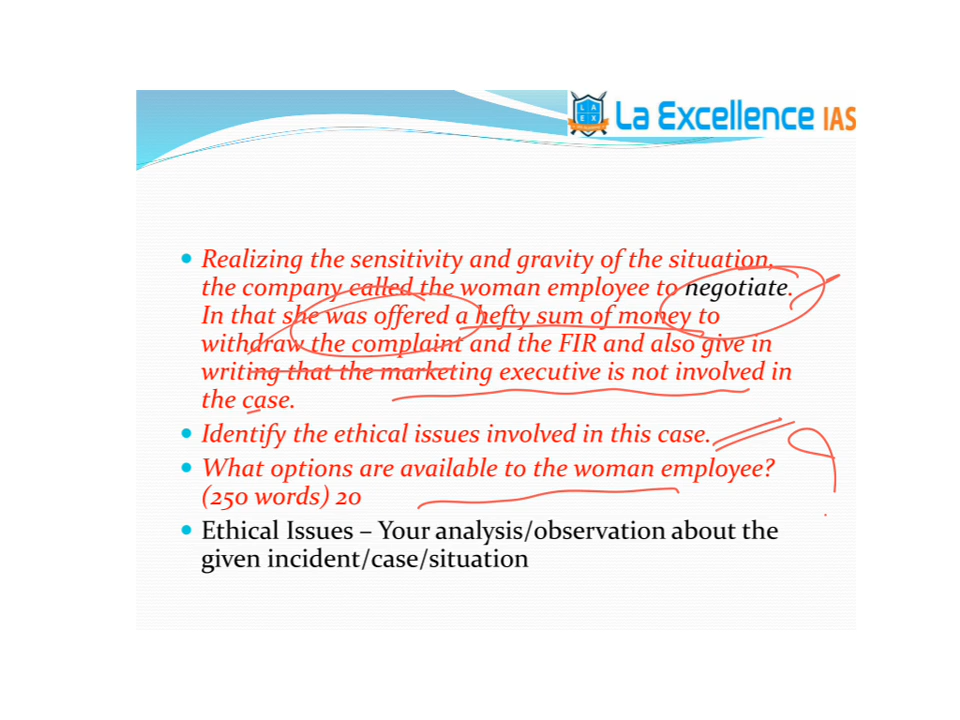 La Excellence IAS
Realizing the sensitivity and gravity of the situation,
the company called the woman employee to negotiate.
In that she was offered a hefty sum of money to
withdraw the complaint and the FIR and also give in
writing that the marketing executive is not involved in
the case.
Identify the ethical issues involved in this case.
What options are available to the woman employee?
(250 words) 20
Ethical Issues – Your analysis/observation about the
given incident/case/situation